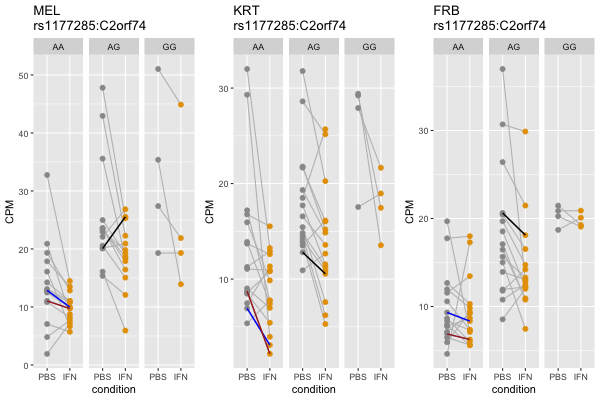 MEL
rs1177285:C2orf74
AA AG GG
CPM
50
40
30
20
10
0
PBS IFN PBS IFN PBS IFN
condition
KRT
rs1177285:C2orf74
AA AG GG
CPM
30
20
10
PBS IFN PBS IFN PBS IFN
condition
FRB
rs1177285:C2orf74
AA AG GG
CPM
30
20
10
PBS IFN PBS IFN PBS IFN
condition